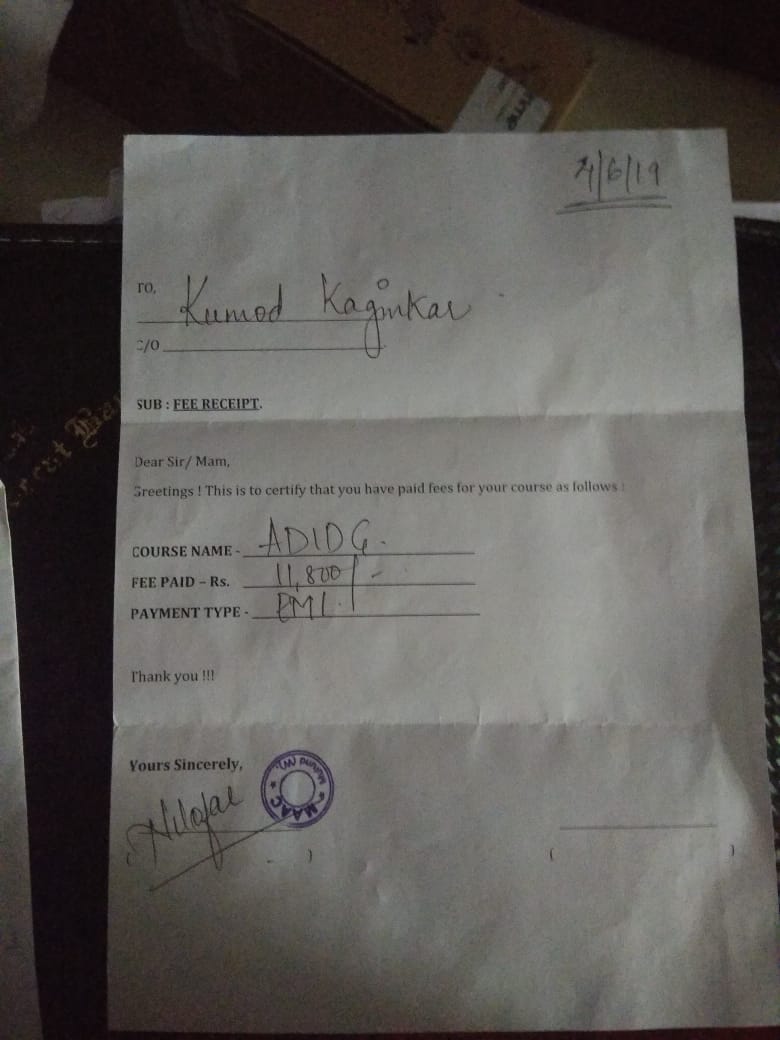 4/6/19
TO,
Kumod Kaginkar
C/O
SUB : FEE RECEIPT.
Dear Sir/ Mam,
Greetings ! This is to certify that you have paid fees for your course as follows :
COURSE NAME - ADIDG.
FEE PAID – Rs. 11,800/-
PAYMENT TYPE - EMI.
Thank you !!!
Yours Sincerely,
MAAC * Mulund (W). *
( ) ( )